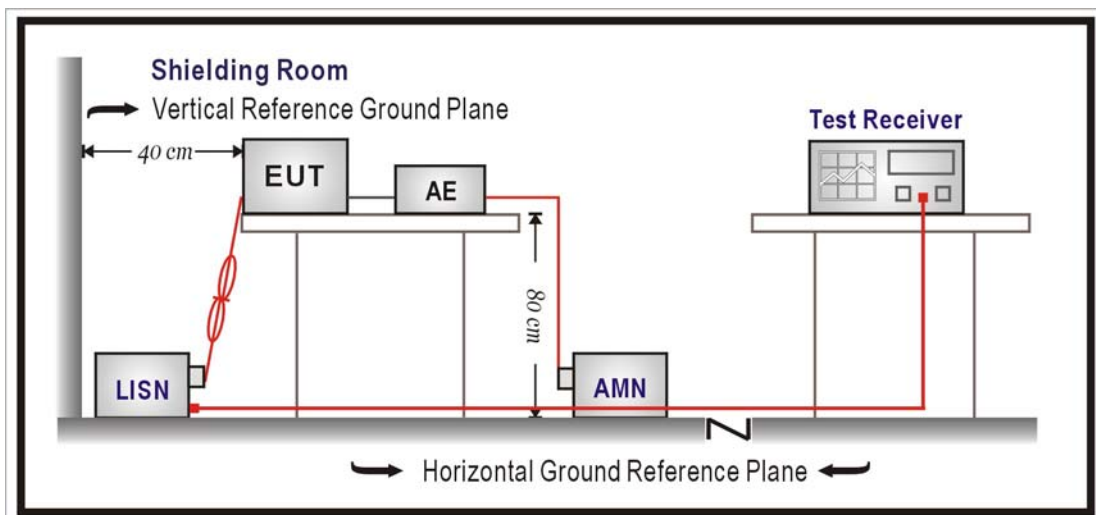 Shielding Room
Vertical Reference Ground Plane
Test Receiver
40 cm
EUT
AE
80 cm
LISN
AMN
Horizontal Ground Reference Plane